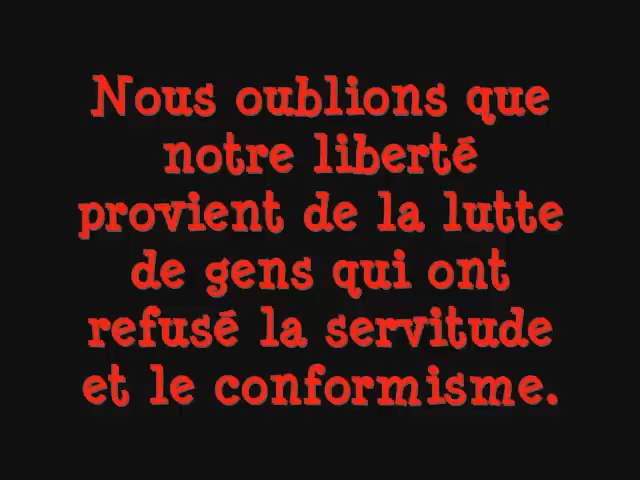 Nous oublions que
notre liberté
provient de la lutte
de gens qui ont
refusé la servitude
et le conformisme.